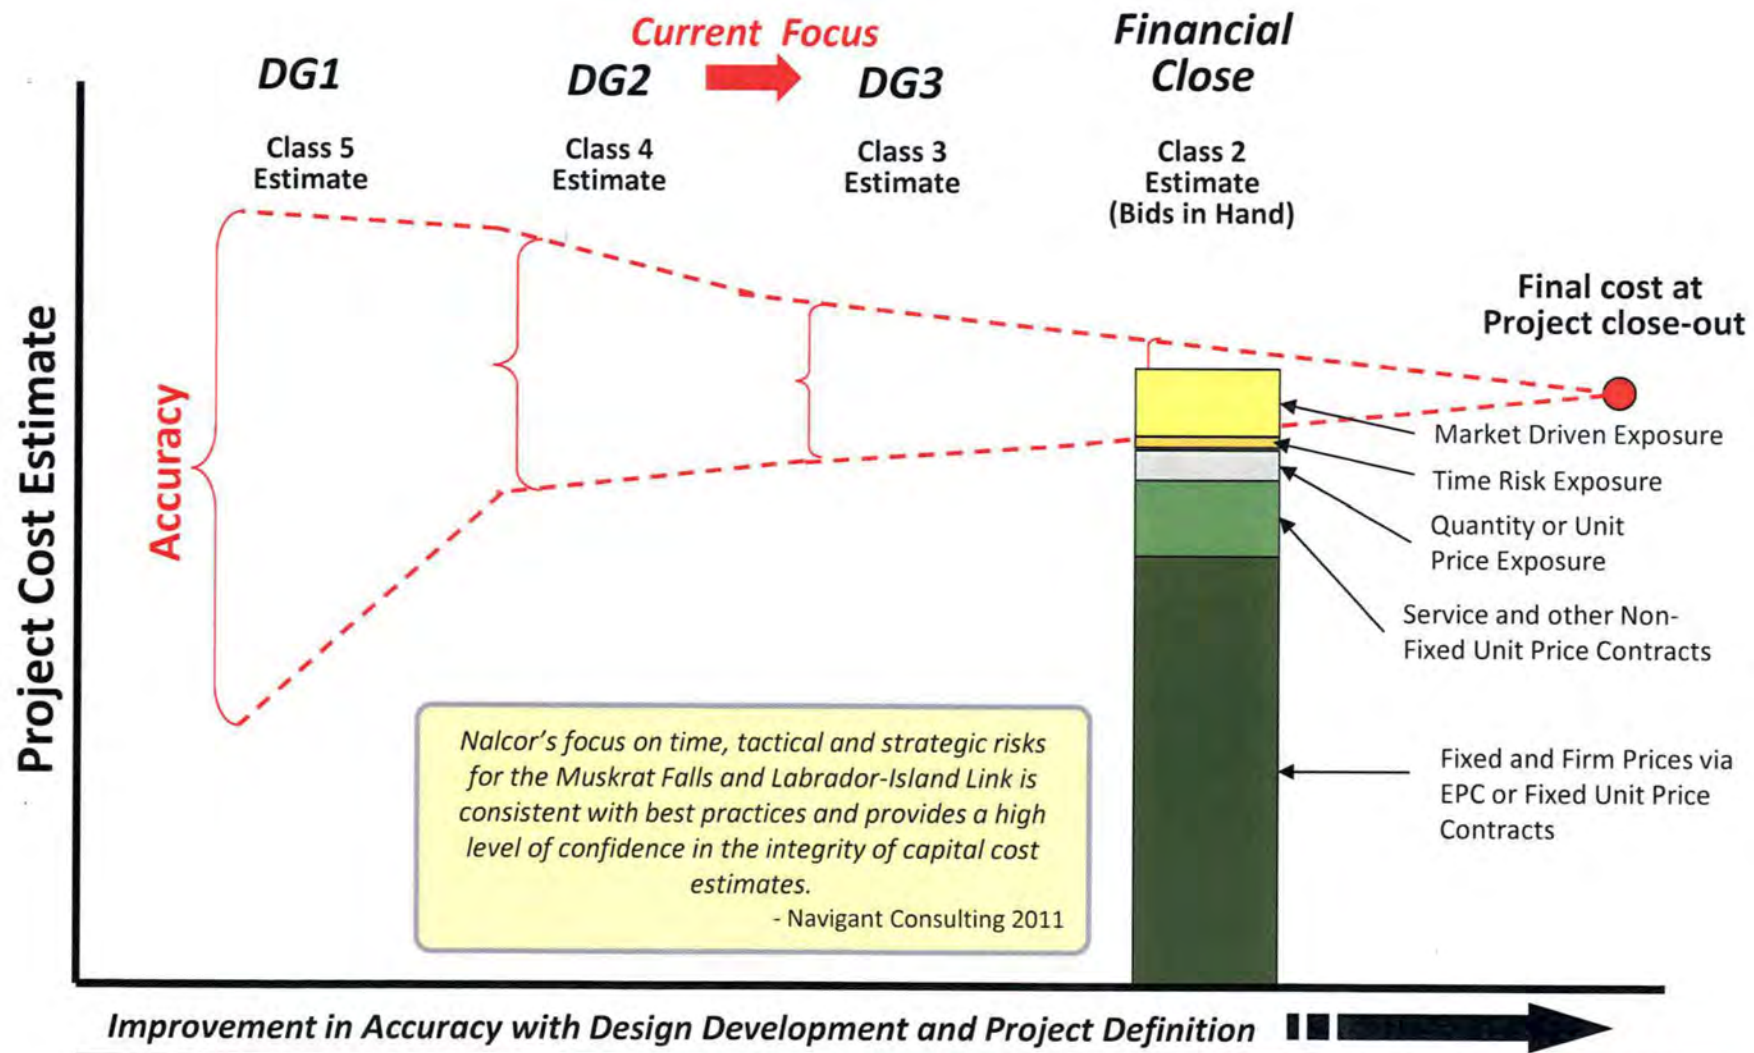 Current Focus
DG1
DG2
DG3
Financial
Close
Class 5
Estimate
Class 4
Estimate
Class 3
Estimate
Class 2
Estimate
(Bids in Hand)
Project Cost Estimate
Accuracy
Final cost at
Project close-out
Market Driven Exposure
Time Risk Exposure
Quantity or Unit
Price Exposure
Service and other Non-
Fixed Unit Price Contracts
Fixed and Firm Prices via
EPC or Fixed Unit Price
Contracts
Nalcor's focus on time, tactical and strategic risks
for the Muskrat Falls and Labrador-Island Link is
consistent with best practices and provides a high
level of confidence in the integrity of capital cost
estimates.
- Navigant Consulting 2011
Improvement in Accuracy with Design Development and Project Definition